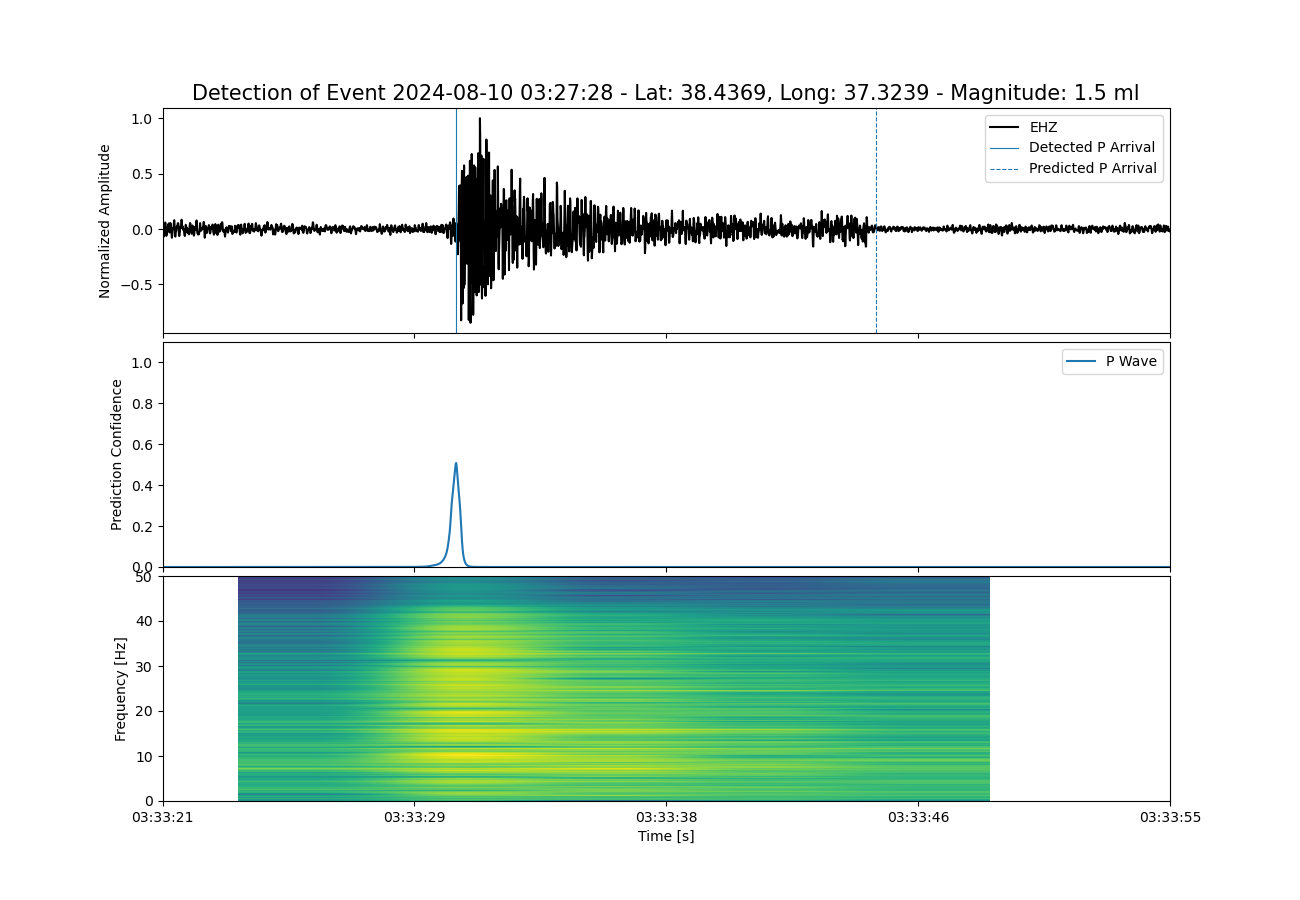 Detection of Event 2024-08-10 03:27:28 - Lat: 38.4369, Long: 37.3239 - Magnitude: 1.5 ml
Normalized Amplitude
1.0
0.5
0.0
−0.5
EHZ
Detected P Arrival
Predicted P Arrival
Prediction Confidence
1.0
0.8
0.6
0.4
0.2
0.0
P Wave
Frequency [Hz]
50
40
30
20
10
0
03:33:21
03:33:29
03:33:38
03:33:46
03:33:55
Time [s]